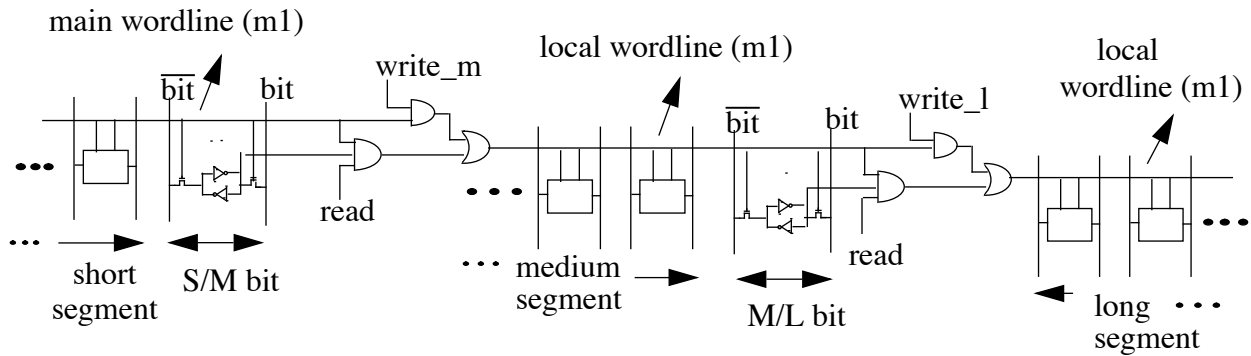 main wordline (m1)
local wordline (m1)
local
wordline (m1)
write_m
bit
bit
write_l
bit
bit
read
read
short
segment
S/M bit
medium
segment
M/L bit
long
segment